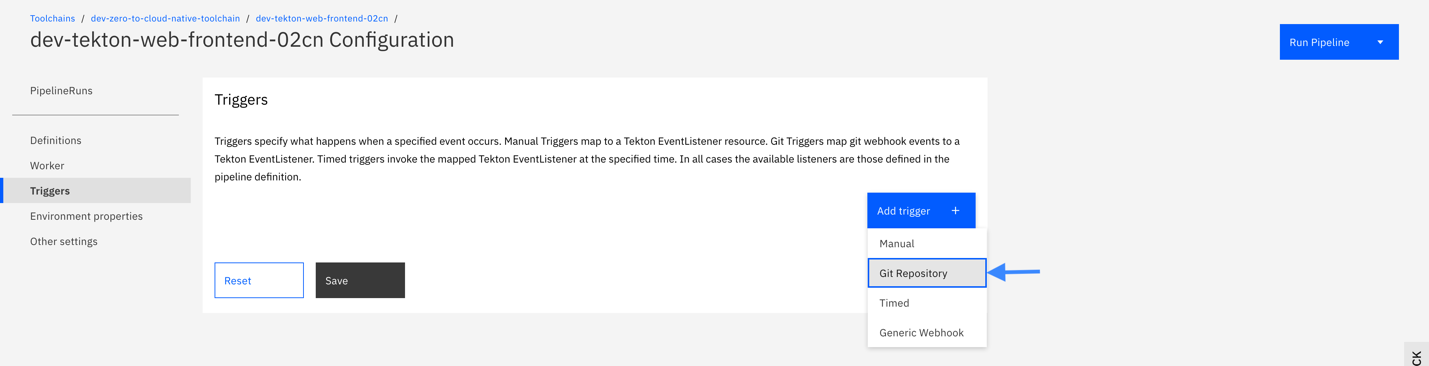 Toolchains / dev-zero-to-cloud-native-toolchain / dev-tekton-web-frontend-02cn /
dev-tekton-web-frontend-02cn Configuration
Run Pipeline
PipelineRuns
Definitions
Worker
Triggers
Environment properties
Other settings
Triggers
Triggers specify what happens when a specified event occurs. Manual Triggers map to a Tekton EventListener resource. Git Triggers map git webhook events to a
Tekton EventListener. Timed triggers invoke the mapped Tekton EventListener at the specified time. In all cases the available listeners are those defined in the
pipeline definition.
Add trigger +
Manual
Git Repository
Timed
Generic Webhook
Reset
Save